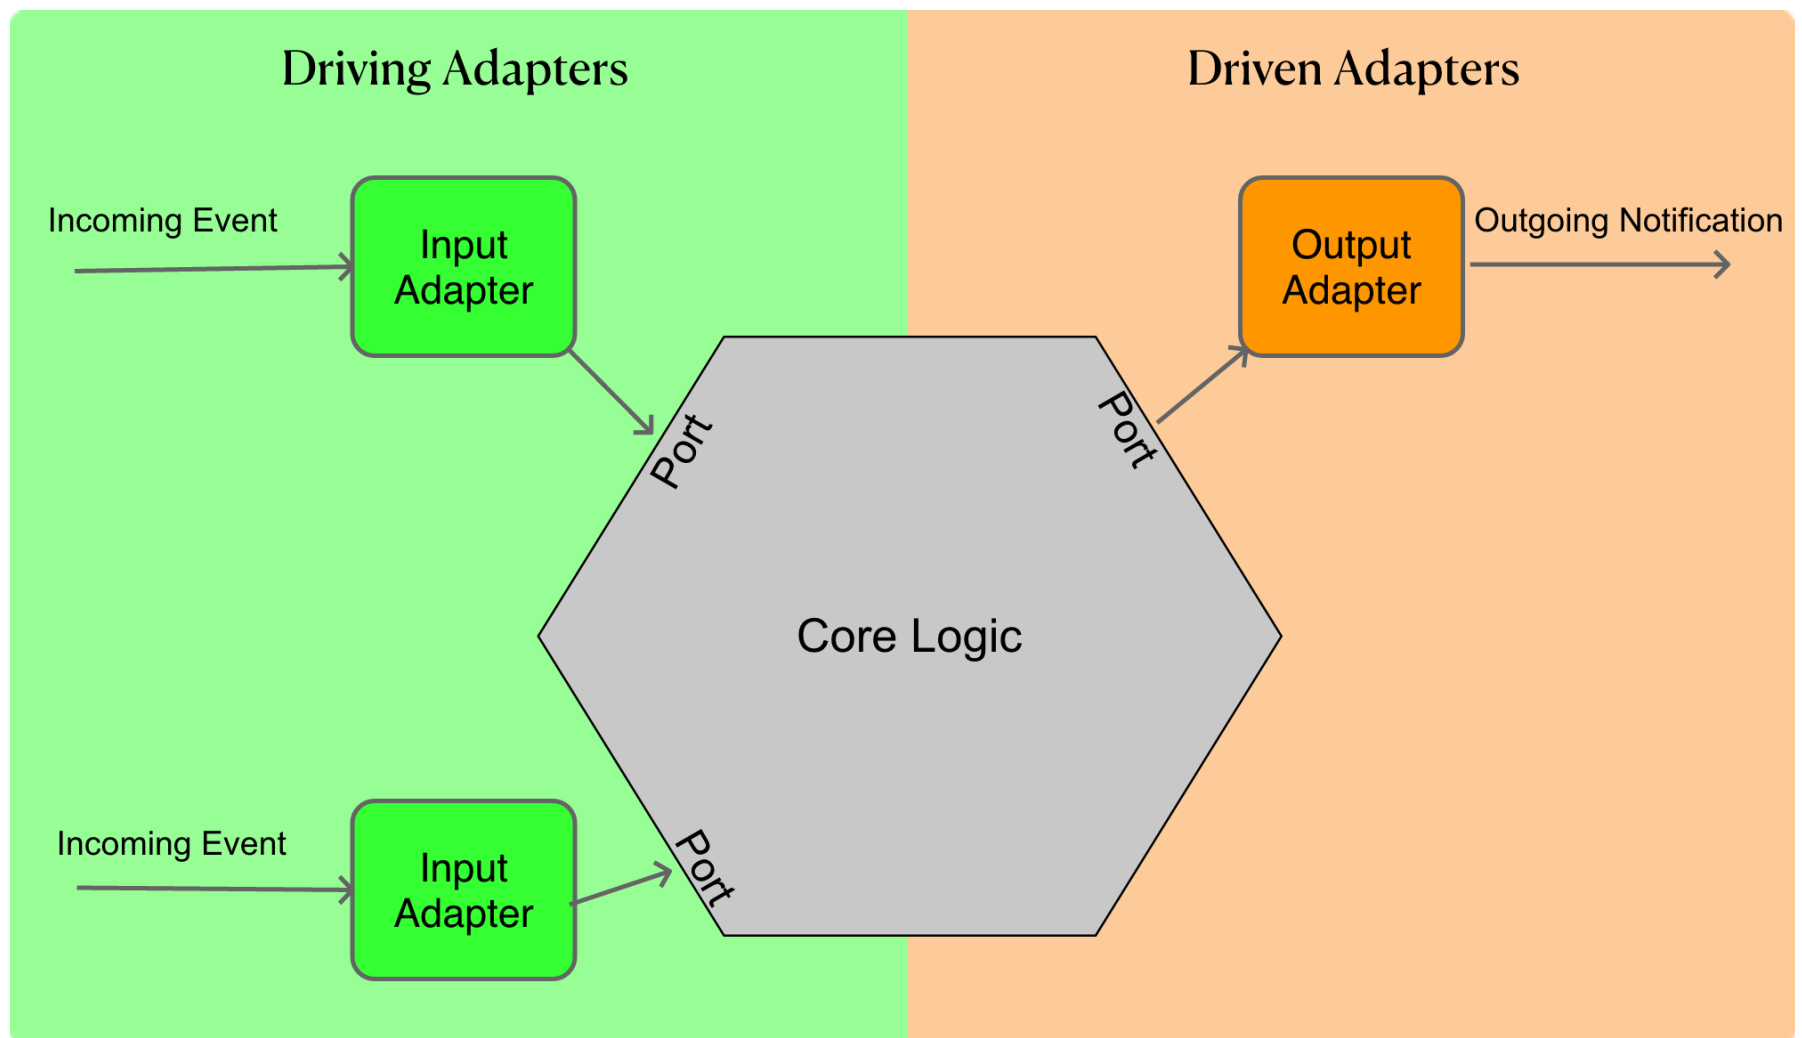 Driving Adapters
Driven Adapters
Incoming Event
Input
Adapter
Output
Adapter
Outgoing Notification
Port
Port
Core Logic
Incoming Event
Input
Adapter
Port